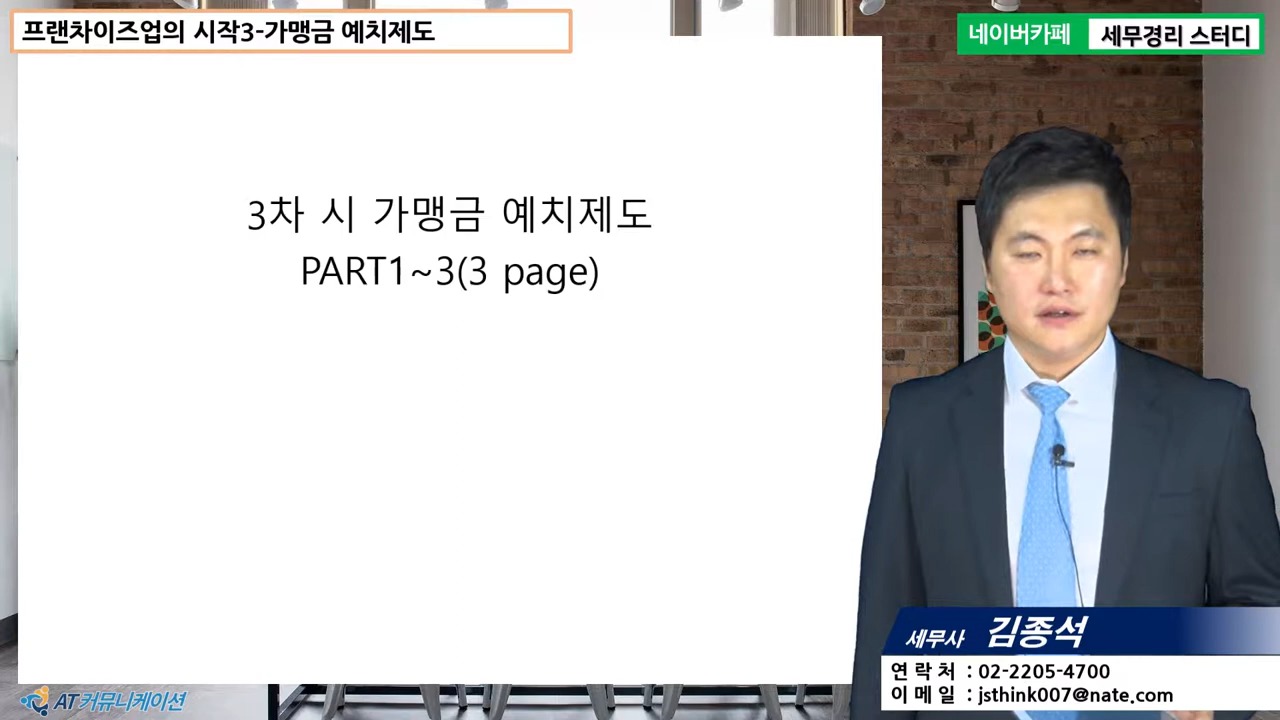 프랜차이즈업의 시작3-가맹금 예치제도
네이버카페 세무경리 스터디
3차 시 가맹금 예치제도
PART1~3(3 page)
세무사 김종석
연 락 처 : 02-2205-4700
이 메 일 : jsthink007@nate.com
AT커뮤니케이션